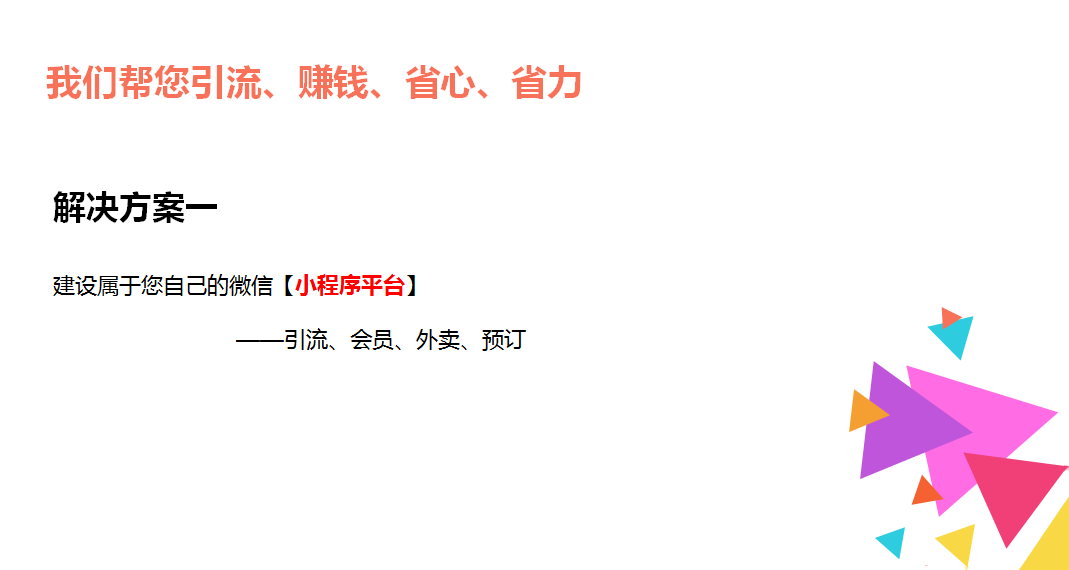 我们帮您引流、赚钱、省心、省力
解决方案一
建设属于您自己的微信【小程序平台】
——引流、会员、外卖、预订